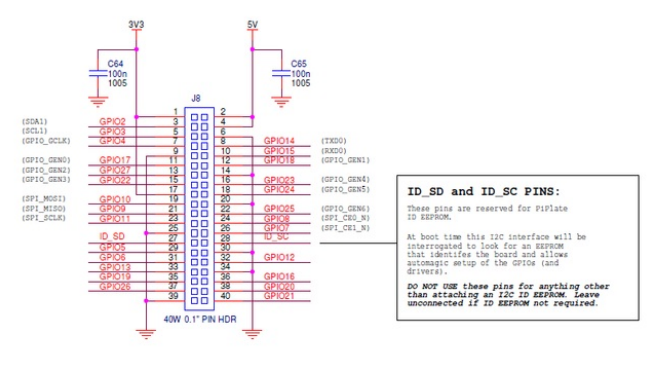 3V3 5V
C64 C65
100n 100n
1005 1005
J8
1 2
(SDA1) GPIO2 3 4
(SCL1) GPIO3 5 6
(GPIO_GCLK) GPIO4 7 8 GPIO14 (TXD0)
9 10 GPIO15 (RXD0)
(GPIO_GEN0) GPIO17 11 12 GPIO18 (GPIO_GEN1)
(GPIO_GEN2) GPIO27 13 14
(GPIO_GEN3) GPIO22 15 16 GPIO23 (GPIO_GEN4)
17 18 GPIO24 (GPIO_GEN5)
(SPI_MOSI) GPIO10 19 20
(SPI_MISO) GPIO9 21 22 GPIO25 (GPIO_GEN6)
(SPI_SCLK) GPIO11 23 24 GPIO8 (SPI_CE0_N)
25 26 GPIO7 (SPI_CE1_N)
ID_SD 27 28 ID_SC
GPIO5 29 30
GPIO6 31 32 GPIO12
GPIO13 33 34
GPIO19 35 36 GPIO16
GPIO26 37 38 GPIO20
39 40 GPIO21
40W 0.1" PIN HDR
ID_SD and ID_SC PINS:
These pins are reserved for PiPlate
ID EEPROM.
At boot time this I2C interface will be
interrogated to look for an EEPROM
that identifes the board and allows
automagic setup of the GPIOs (and
drivers).
DO NOT USE these pins for anything other
than attaching an I2C ID EEPROM. Leave
unconnected if ID EEPROM not required.